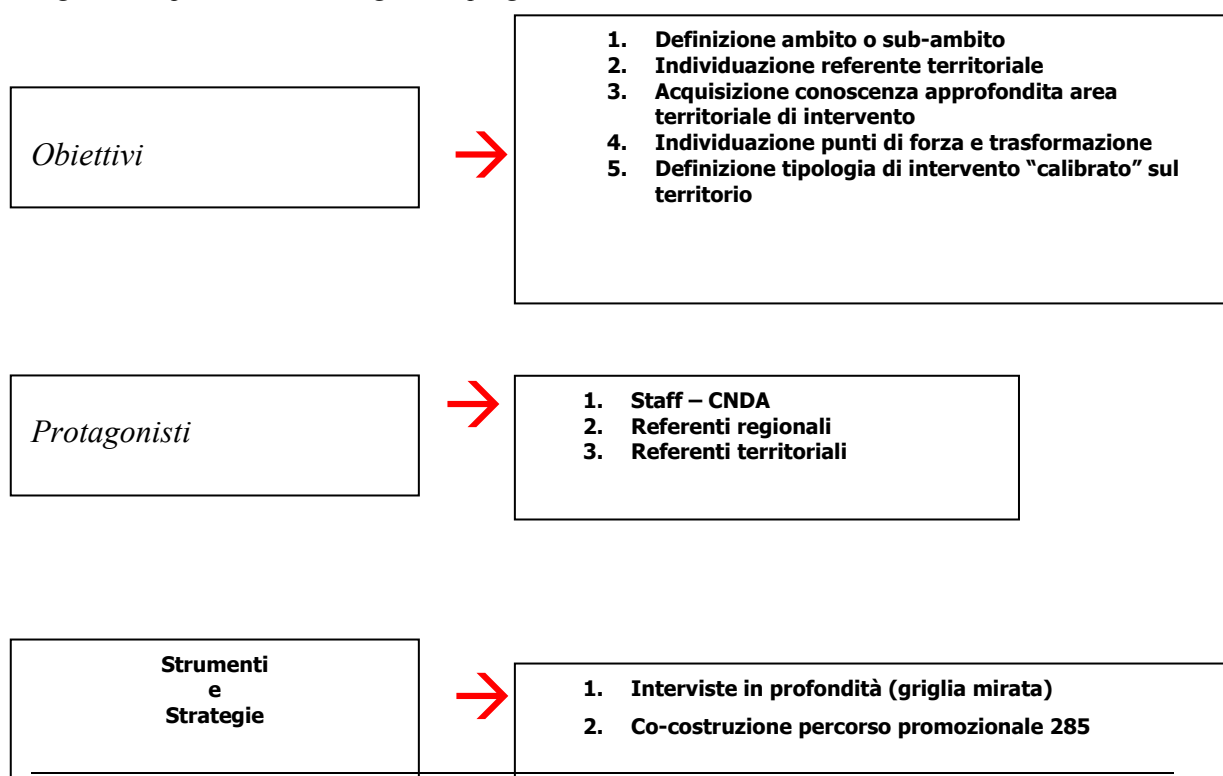 1. Definizione ambito o sub-ambito
2. Individuazione referente territoriale
3. Acquisizione conoscenza approfondita area
territoriale di intervento
4. Individuazione punti di forza e trasformazione
5. Definizione tipologia di intervento “calibrato” sul
territorio
Obiettivi
Protagonisti
1. Staff – CNDA
2. Referenti regionali
3. Referenti territoriali
Strumenti
e
Strategie
1. Interviste in profondità (griglia mirata)
2. Co-costruzione percorso promozionale 285